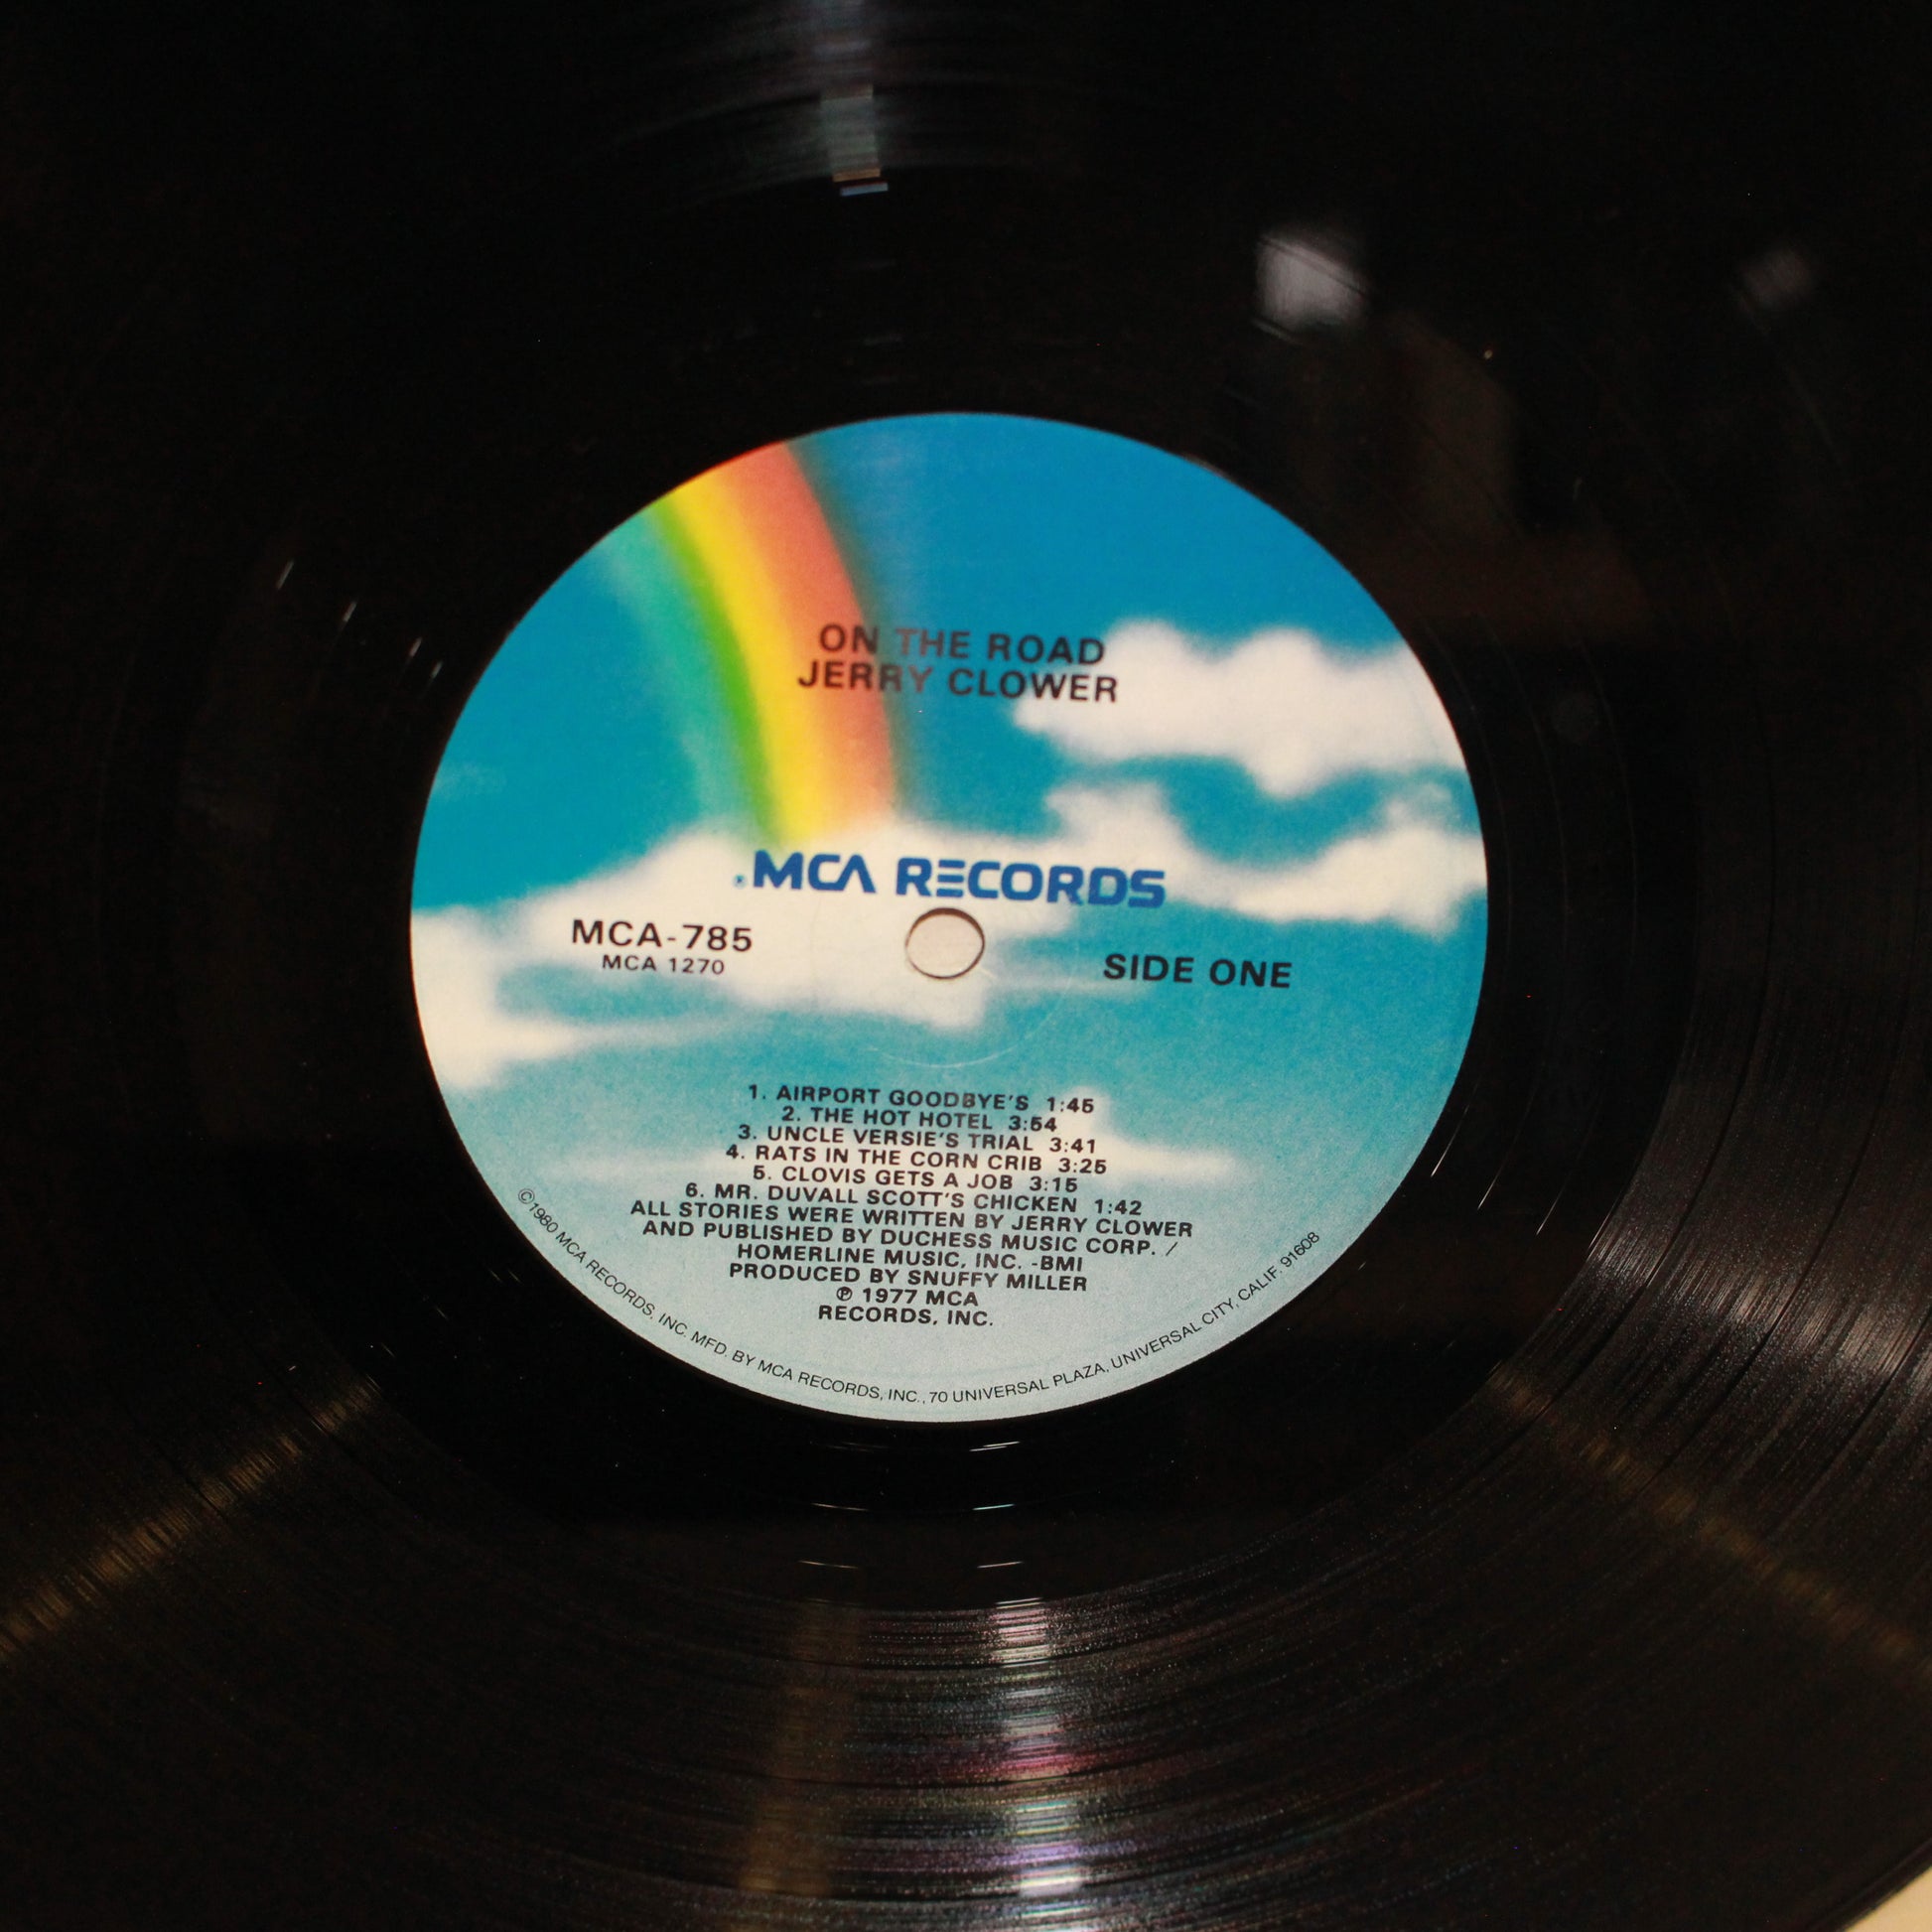 ON THE ROAD
JERRY CLOWER
®MCA RECORDS
MCA-785
MCA 1270
SIDE ONE
1. AIRPORT GOODBYE'S 1:45
2. THE HOT HOTEL 3:54
3. UNCLE VERSIE'S TRIAL 3:41
4. RATS IN THE CORN CRIB 3:25
5. CLOVIS GETS A JOB 3:15
6. MR. DUVALL SCOTT'S CHICKEN 1:42
ALL STORIES WERE WRITTEN BY JERRY CLOWER
AND PUBLISHED BY DUCHESS MUSIC CORP. /
HOMERLINE MUSIC, INC. -BMI
PRODUCED BY SNUFFY MILLER
℗ 1977 MCA
RECORDS, INC.
©1980 MCA RECORDS, INC. MFD. BY MCA RECORDS, INC., 70 UNIVERSAL PLAZA, UNIVERSAL CITY, CALIF. 91608